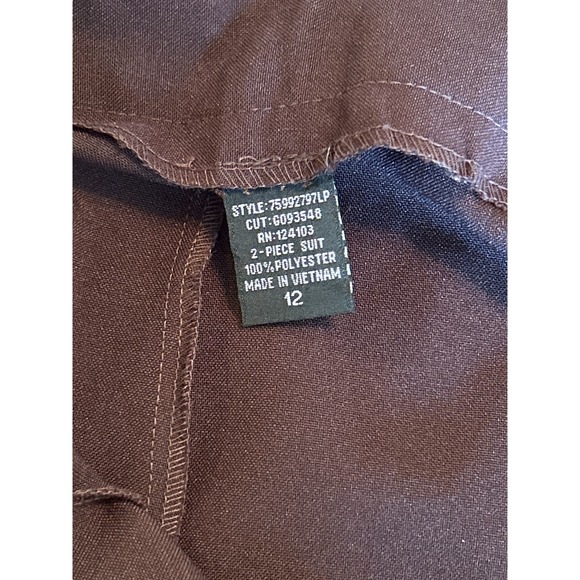 STYLE:75992797LP
CUT:G093548
RN:124103
2-PIECE SUIT
100%POLYESTER
MADE IN VIETNAM
12